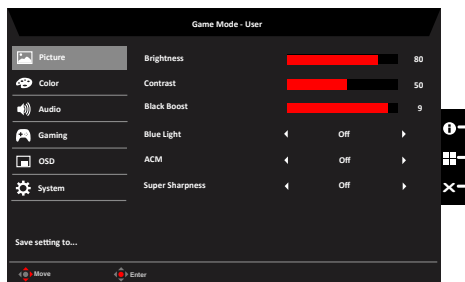 Game Mode - User
Picture
Brightness 80
Color
Contrast 50
Audio
Black Boost 9
Gaming
Blue Light Off
OSD
ACM Off
System
Super Sharpness Off
Save setting to...
Move Enter